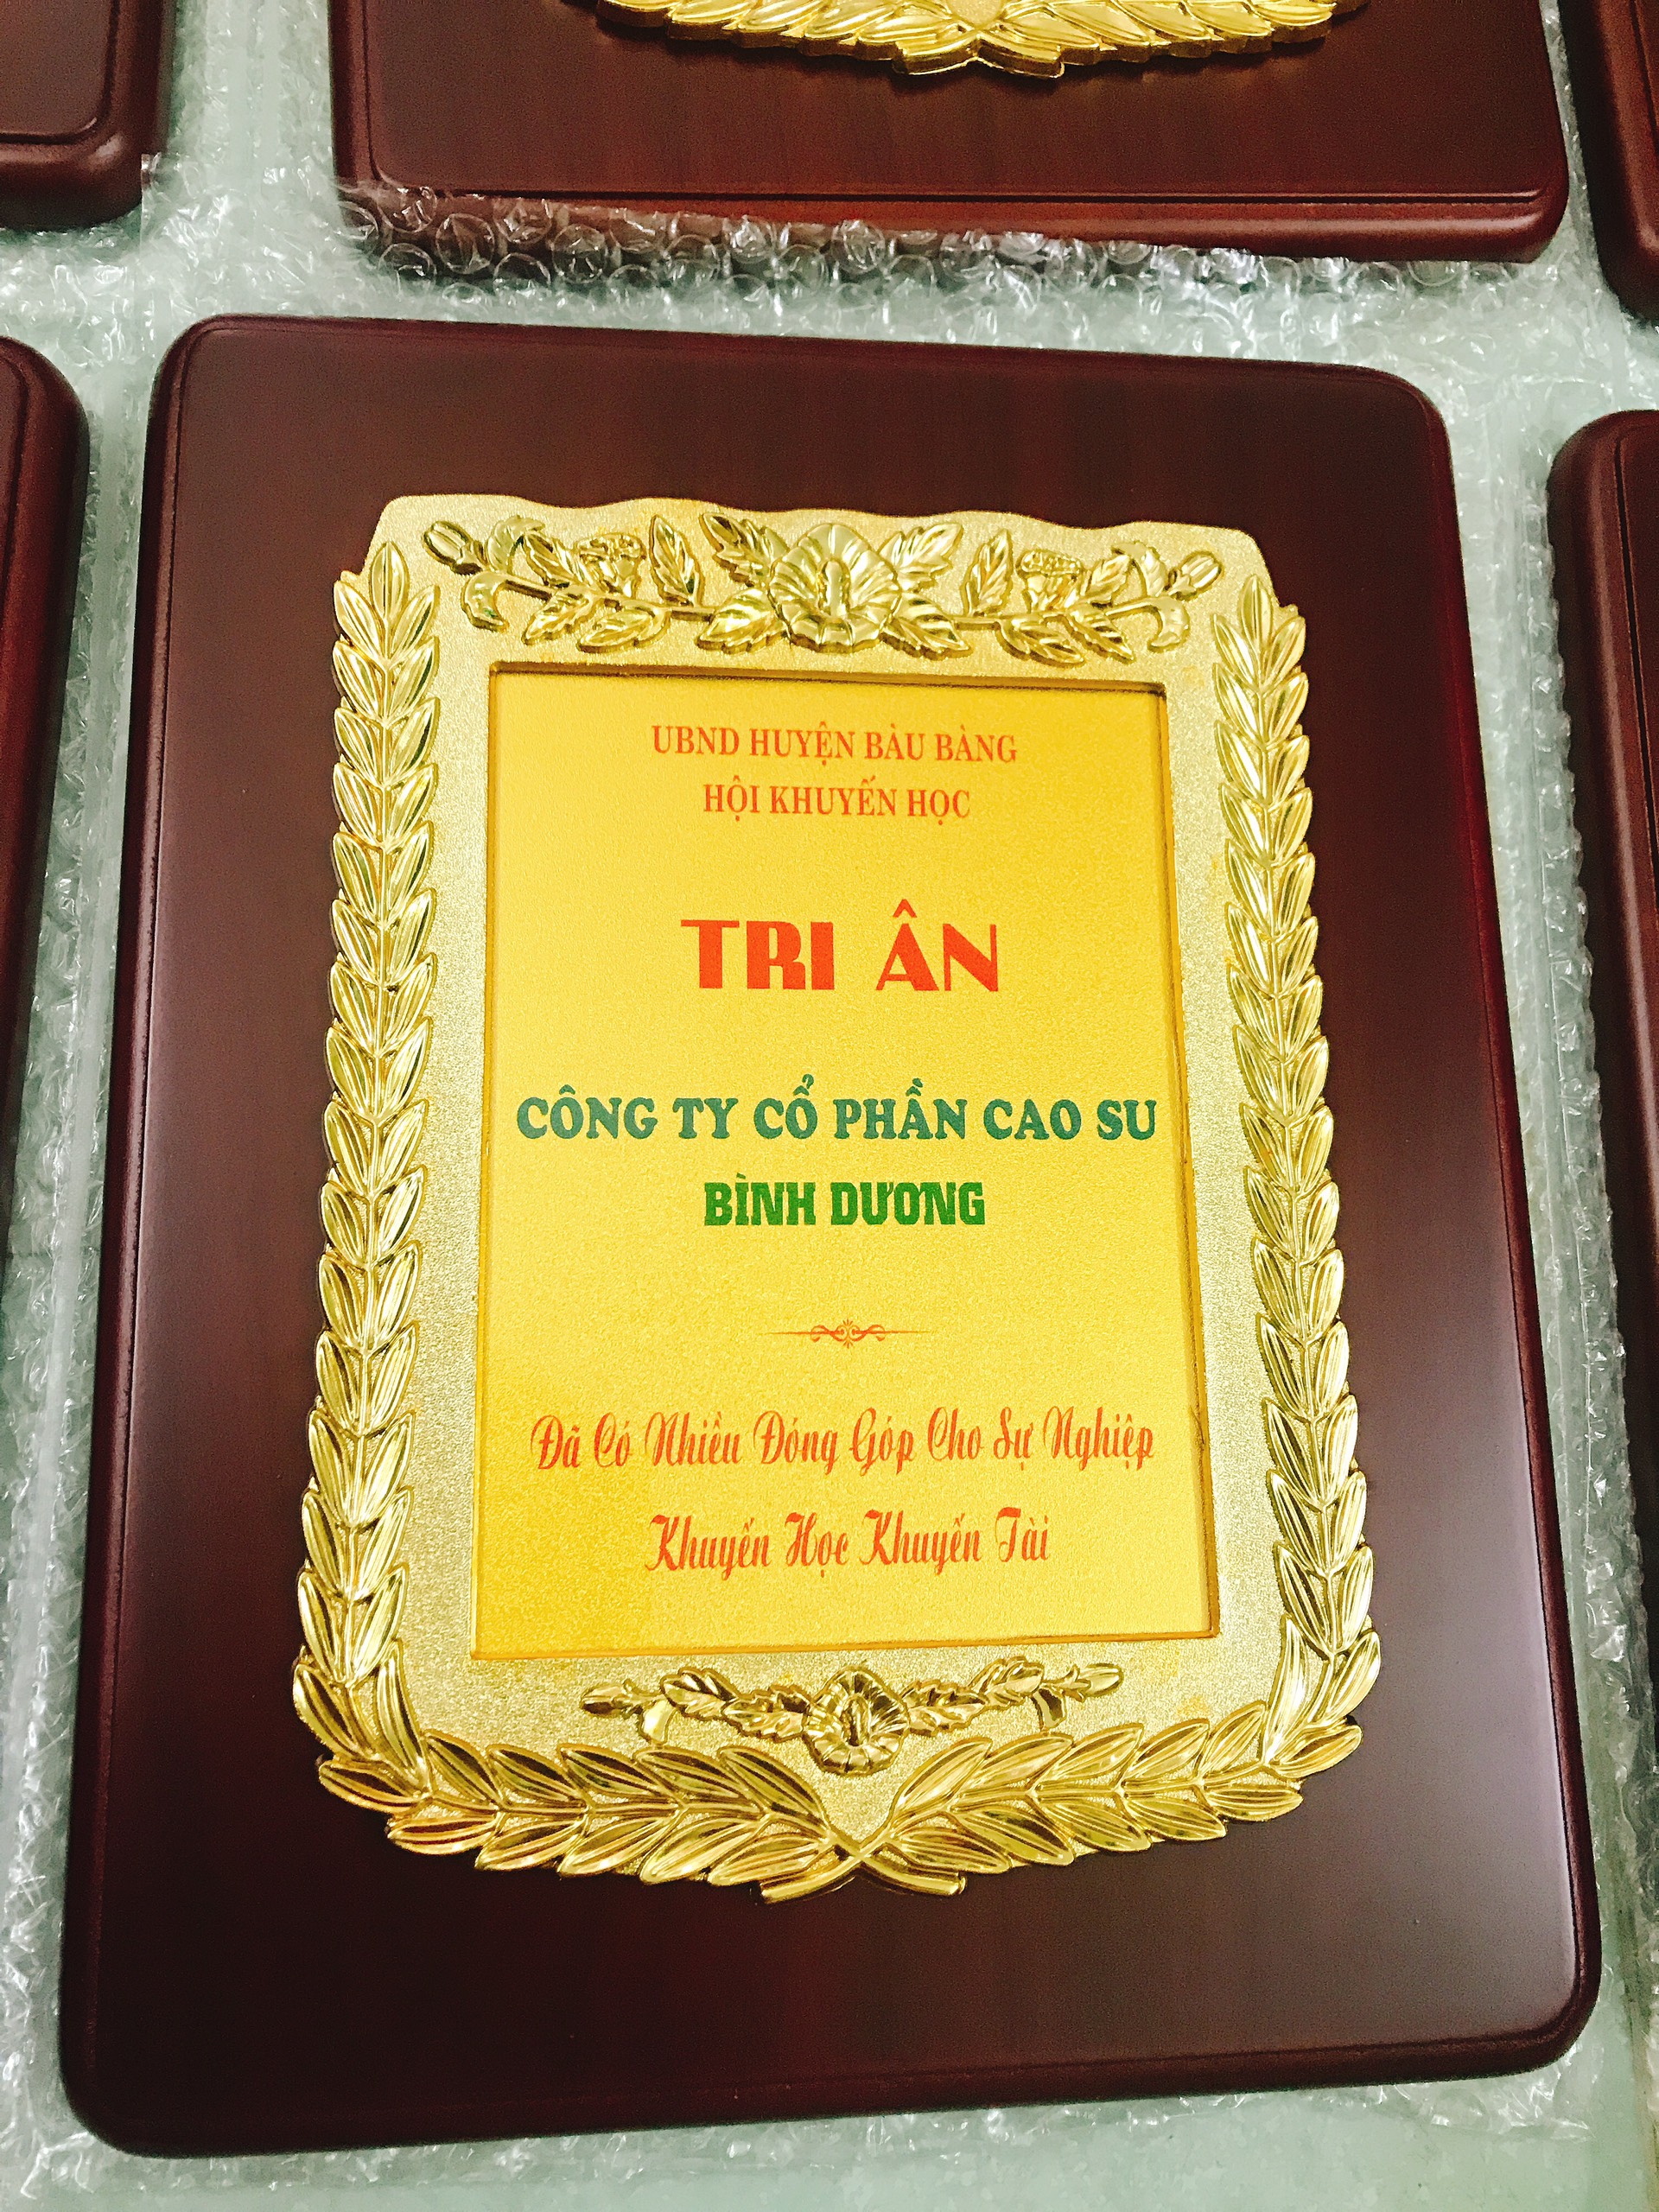 UBND HUYỆN BÀU BÀNG
HỘI KHUYẾN HỌC
TRI ÂN
CÔNG TY CỔ PHẦN CAO SU
BÌNH DƯƠNG
Đã Có Nhiều Đóng Góp Cho Sự Nghiệp
Khuyến Học Khuyến Tài